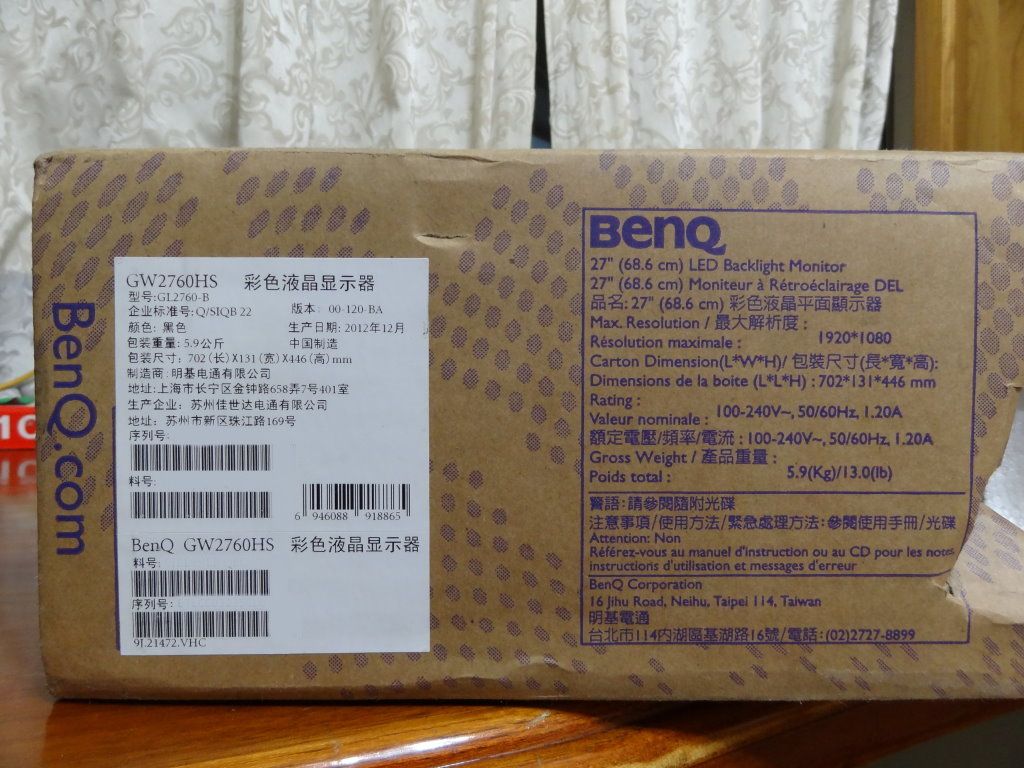 BenQ.com
GW2760HS 彩色液晶显示器
型号:GL2760-B
企业标准号:Q/SIQB 22 版本: 00-120-BA
颜色: 黑色 生产日期: 2012年12月
包装重量: 5.9公斤 中国制造
包装尺寸: 702 (长) X131 (宽) X446 (高) mm
制造商: 明基电通有限公司
地址:上海市长宁区金钟路658弄7号401室
生产企业: 苏州佳世达电通有限公司
地址: 苏州市新区珠江路169号
序列号:
料号:
6 946088 918865
BenQ GW2760HS 彩色液晶显示器
料号:
序列号:
9J.21472.VHC
BenQ
27" (68.6 cm) LED Backlight Monitor
27" (68.6 cm) Moniteur à Rétroéclairage DEL
品名: 27" (68.6 cm) 彩色液晶平面顯示器
Max. Resolution / 最大解析度 :
Résolution maximale : 1920*1080
Carton Dimension(L*W*H)/ 包裝尺寸(長*寬*高):
Dimensions de la boite (L*L*H) : 702*131*446 mm
Rating :
Valeur nominale : 100-240V~, 50/60Hz, 1.20A
額定電壓/頻率/電流 : 100-240V~, 50/60Hz, 1.20A
Gross Weight / 產品重量 :
Poids total : 5.9(Kg)/13.0(lb)
警語:請參閱隨附光碟
注意事項/使用方法/緊急處理方法:參閱使用手冊/光碟
Attention: Non
Référez-vous au manuel d'instruction ou au CD pour les notes
instructions d'utilisation et messages d'erreur
BenQ Corporation
16 Jihu Road, Neihu, Taipei 114, Taiwan
明基電通
台北市114內湖區基湖路16號/電話:(02)2727-8899
10